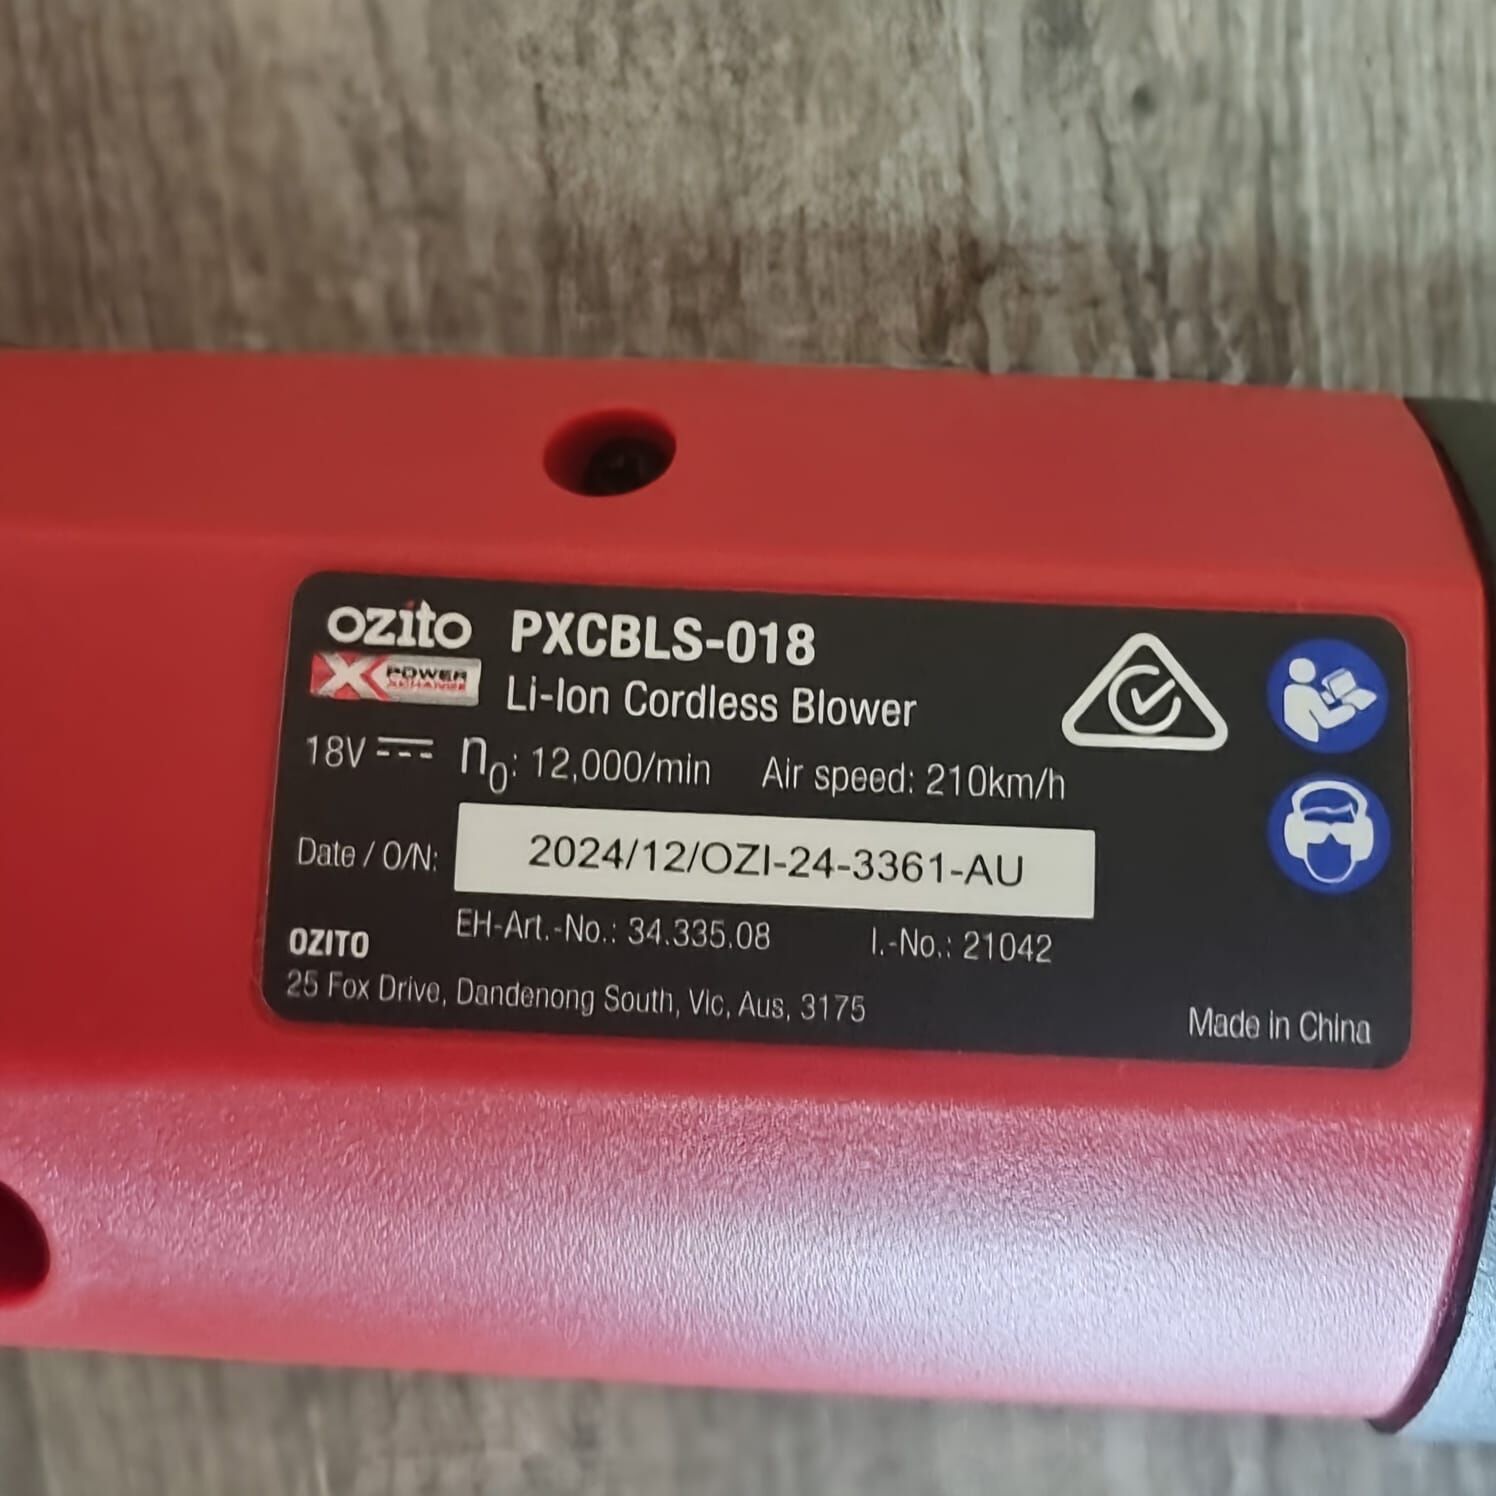 ozito PXCBLS-018
X POWER XCHANGE
Li-Ion Cordless Blower
18V n0: 12,000/min Air speed: 210km/h
Date / O/N: 2024/12/OZI-24-3361-AU
EH-Art.-No.: 34.335.08 I.-No.: 21042
OZITO
25 Fox Drive, Dandenong South, Vic, Aus, 3175
Made in China